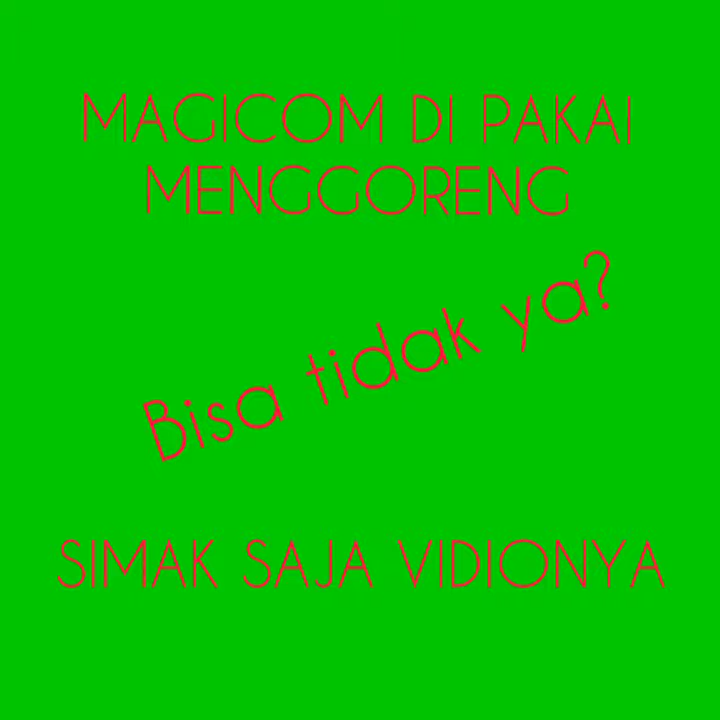 MAGICOM DI PAKAI
MENGGORENG
Bisa tidak ya?
SIMAK SAJA VIDIONYA